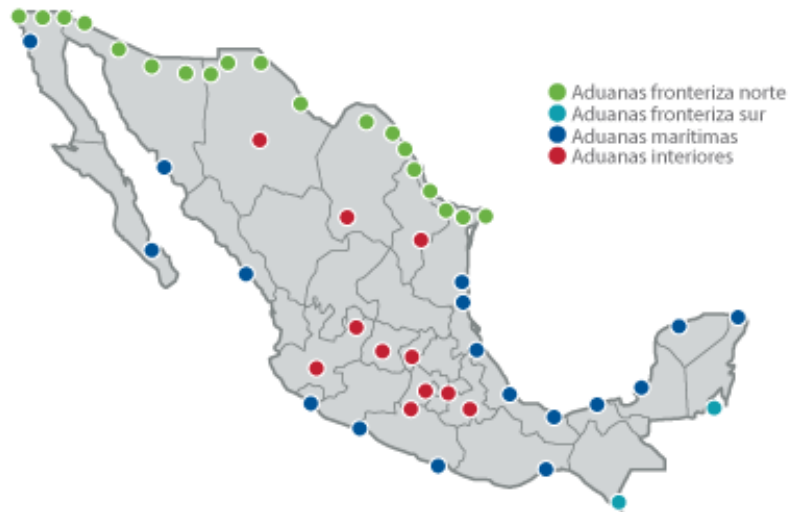 Aduanas fronteriza norte
Aduanas fronteriza sur
Aduanas marítimas
Aduanas interiores